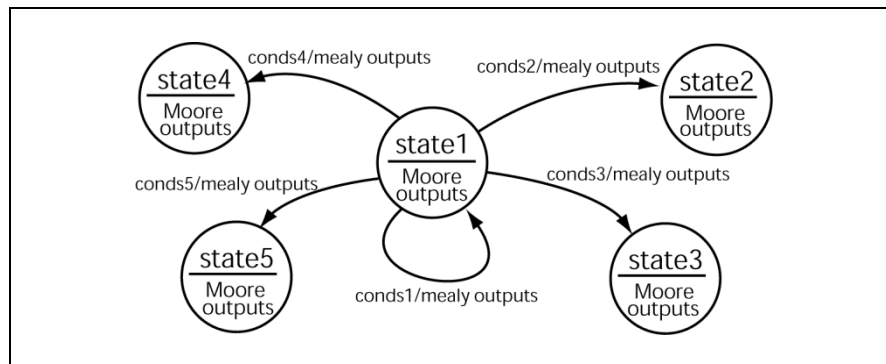 conds4/mealy outputs
conds2/mealy outputs
state4
Moore
outputs
state2
Moore
outputs
state1
Moore
outputs
conds5/mealy outputs
conds3/mealy outputs
state5
Moore
outputs
state3
Moore
outputs
conds1/mealy outputs